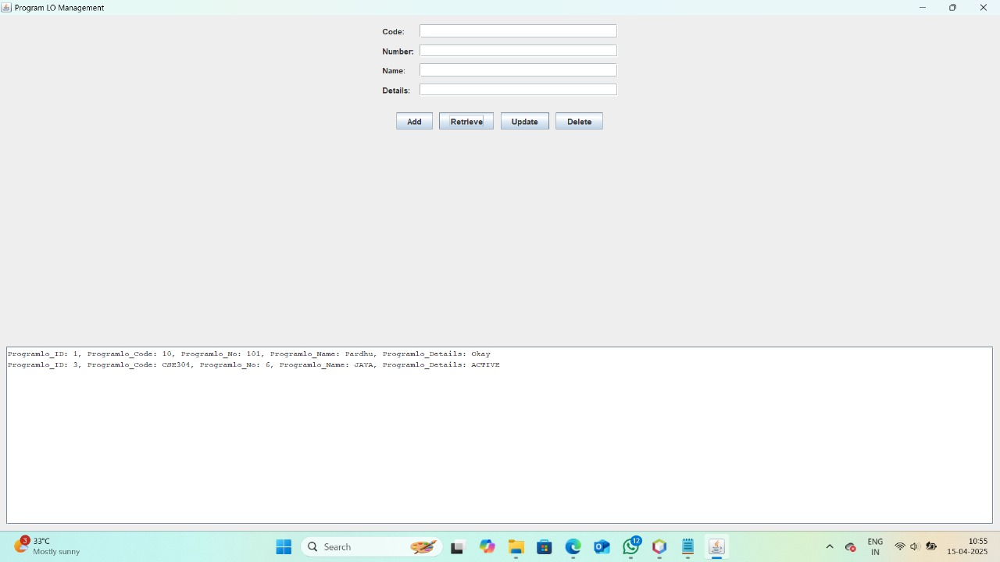 Program LO Management
Code:
Number:
Name:
Details:
Add Retrieve Update Delete
Programlo_ID: 1, Programlo_Code: 10, Programlo_No: 101, Programlo_Name: Pardhu, Programlo_Details: Okay
Programlo_ID: 3, Programlo_Code: CSE304, Programlo_No: 6, Programlo_Name: JAVA, Programlo_Details: ACTIVE
3
33°C
Mostly sunny
Search
12
ENG
IN
10:55
15-04-2025